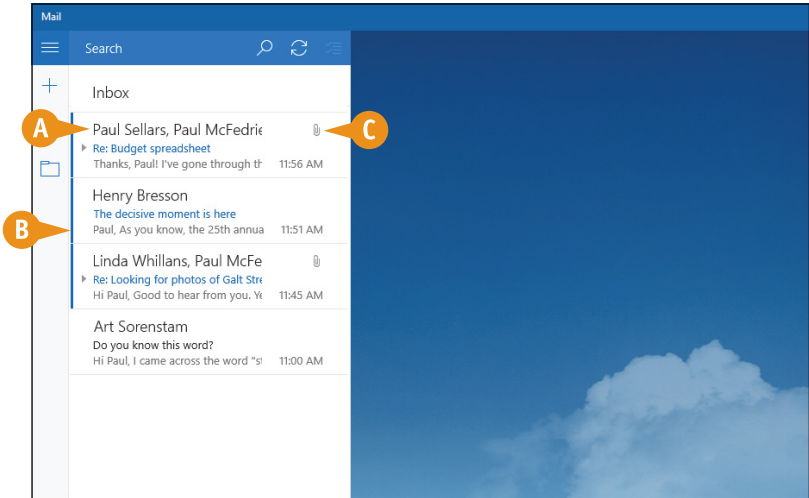 Mail
Search
Inbox
A
Paul Sellars, Paul McFedrie
C
Re: Budget spreadsheet
Thanks, Paul! I've gone through th 11:56 AM
Henry Bresson
The decisive moment is here
B
Paul, As you know, the 25th annua 11:51 AM
Linda Whillans, Paul McFe
Re: Looking for photos of Galt Stre
Hi Paul, Good to hear from you. Ye 11:45 AM
Art Sorenstam
Do you know this word?
Hi Paul, I came across the word "st 11:00 AM